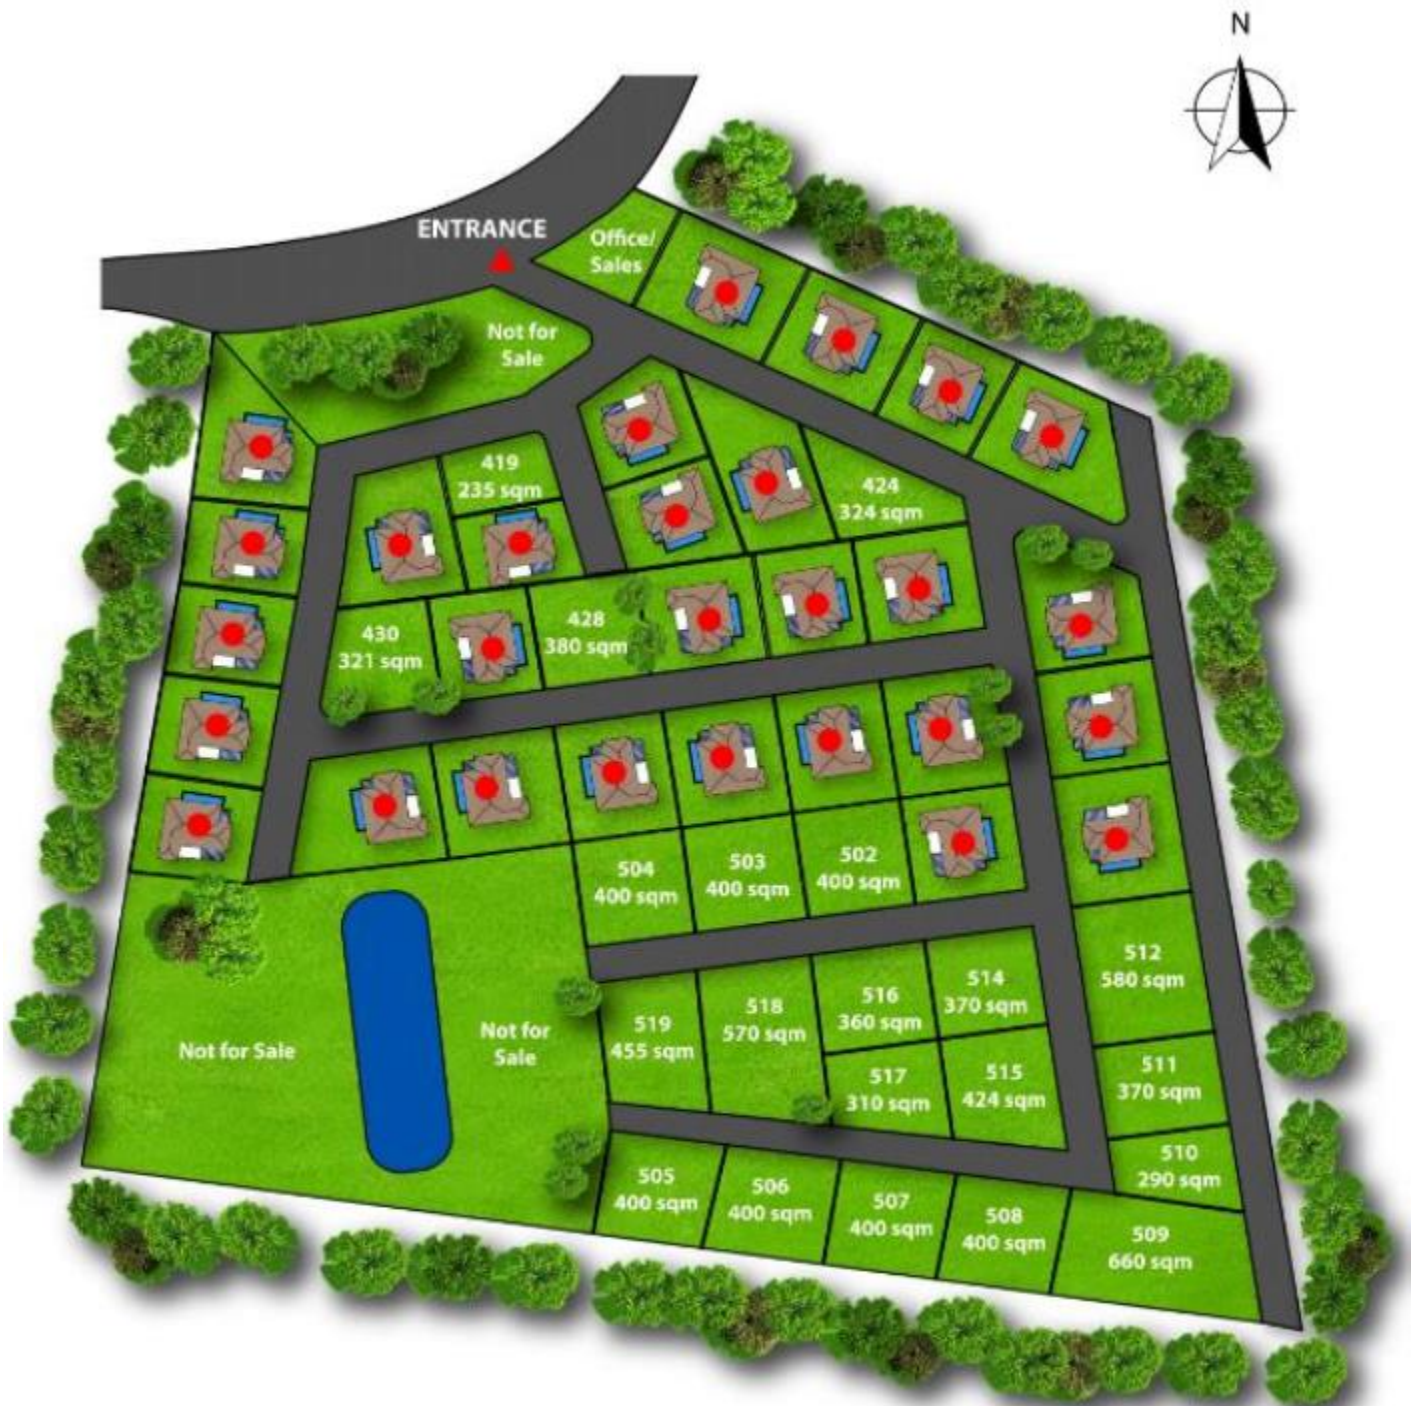 N
ENTRANCE
Office/
Sales
Not for
Sale
419
235 sqm
424
324 sqm
430
321 sqm
428
380 sqm
504
400 sqm
503
400 sqm
502
400 sqm
512
580 sqm
519
455 sqm
518
570 sqm
516
360 sqm
514
370 sqm
Not for Sale
Not for
Sale
517
310 sqm
515
424 sqm
511
370 sqm
510
290 sqm
505
400 sqm
506
400 sqm
507
400 sqm
508
400 sqm
509
660 sqm